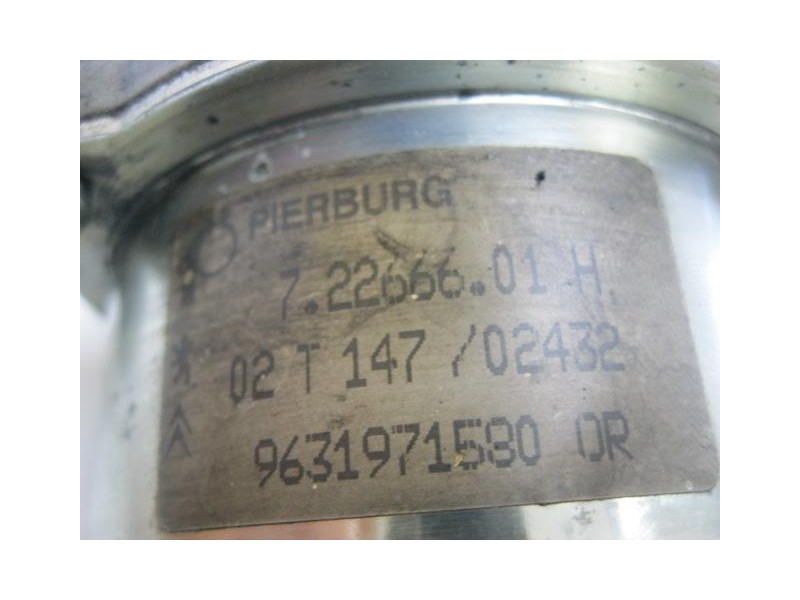 PIERBURG
7.22666.01 H
02 T 147 /02432
9631971580 OR